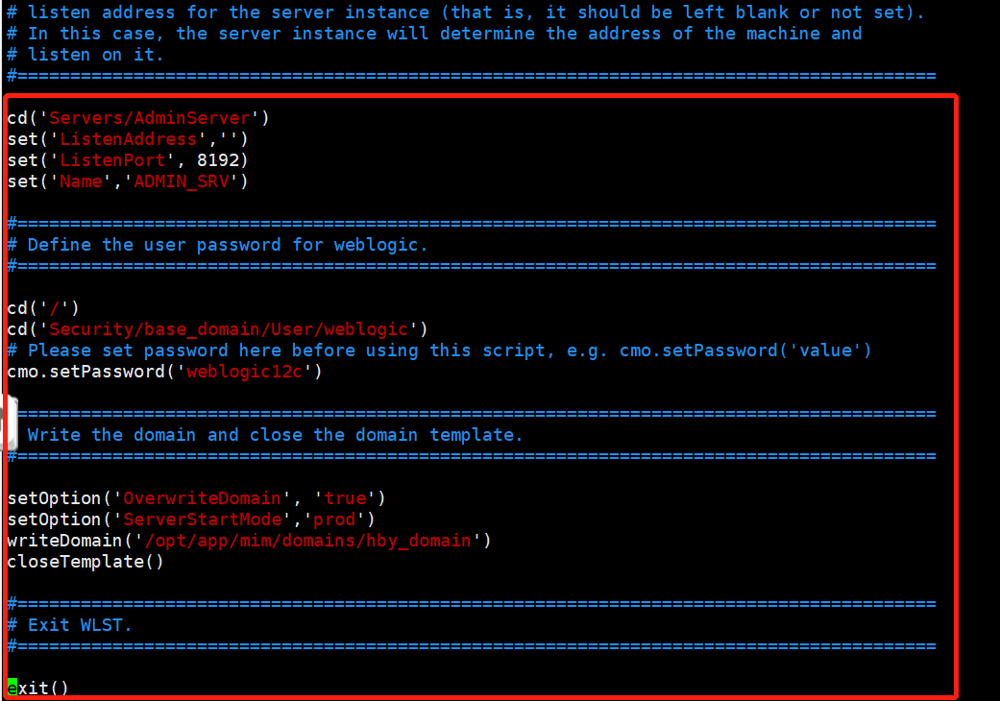 # listen address for the server instance (that is, it should be left blank or not set).
# In this case, the server instance will determine the address of the machine and
# listen on it.
#=======================================================================================

cd('Servers/AdminServer')
set('ListenAddress','')
set('ListenPort', 8192)
set('Name','ADMIN_SRV')

#=======================================================================================
# Define the user password for weblogic.
#=======================================================================================

cd('/')
cd('Security/base_domain/User/weblogic')
# Please set password here before using this script, e.g. cmo.setPassword('value')
cmo.setPassword('weblogic12c')

=======================================================================================
Write the domain and close the domain template.
#=======================================================================================

setOption('OverwriteDomain', 'true')
setOption('ServerStartMode','prod')
writeDomain('/opt/app/mim/domains/hby_domain')
closeTemplate()

#=======================================================================================
# Exit WLST.
#=======================================================================================

exit()